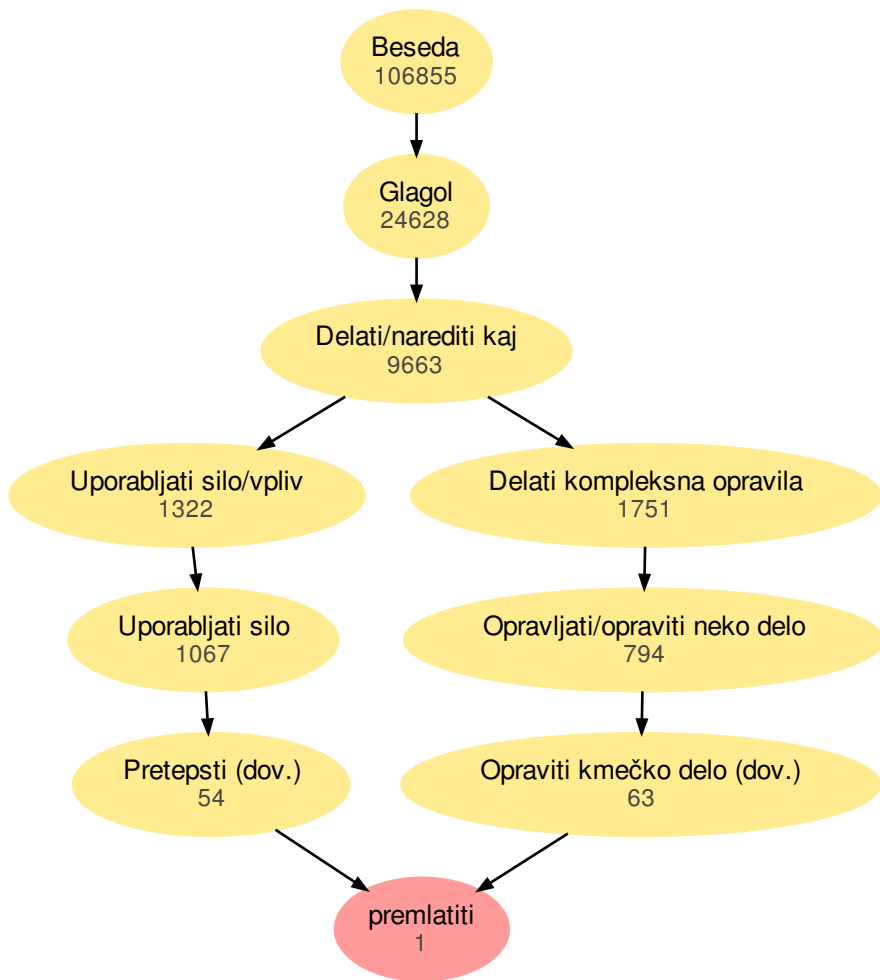 Beseda
106855
Glagol
24628
Delati/narediti kaj
9663
Uporabljati silo/vpliv
1322
Delati kompleksna opravila
1751
Uporabljati silo
1067
Opravljati/opraviti neko delo
794
Pretepsti (dov.)
54
Opraviti kmečko delo (dov.)
63
premlatiti
1